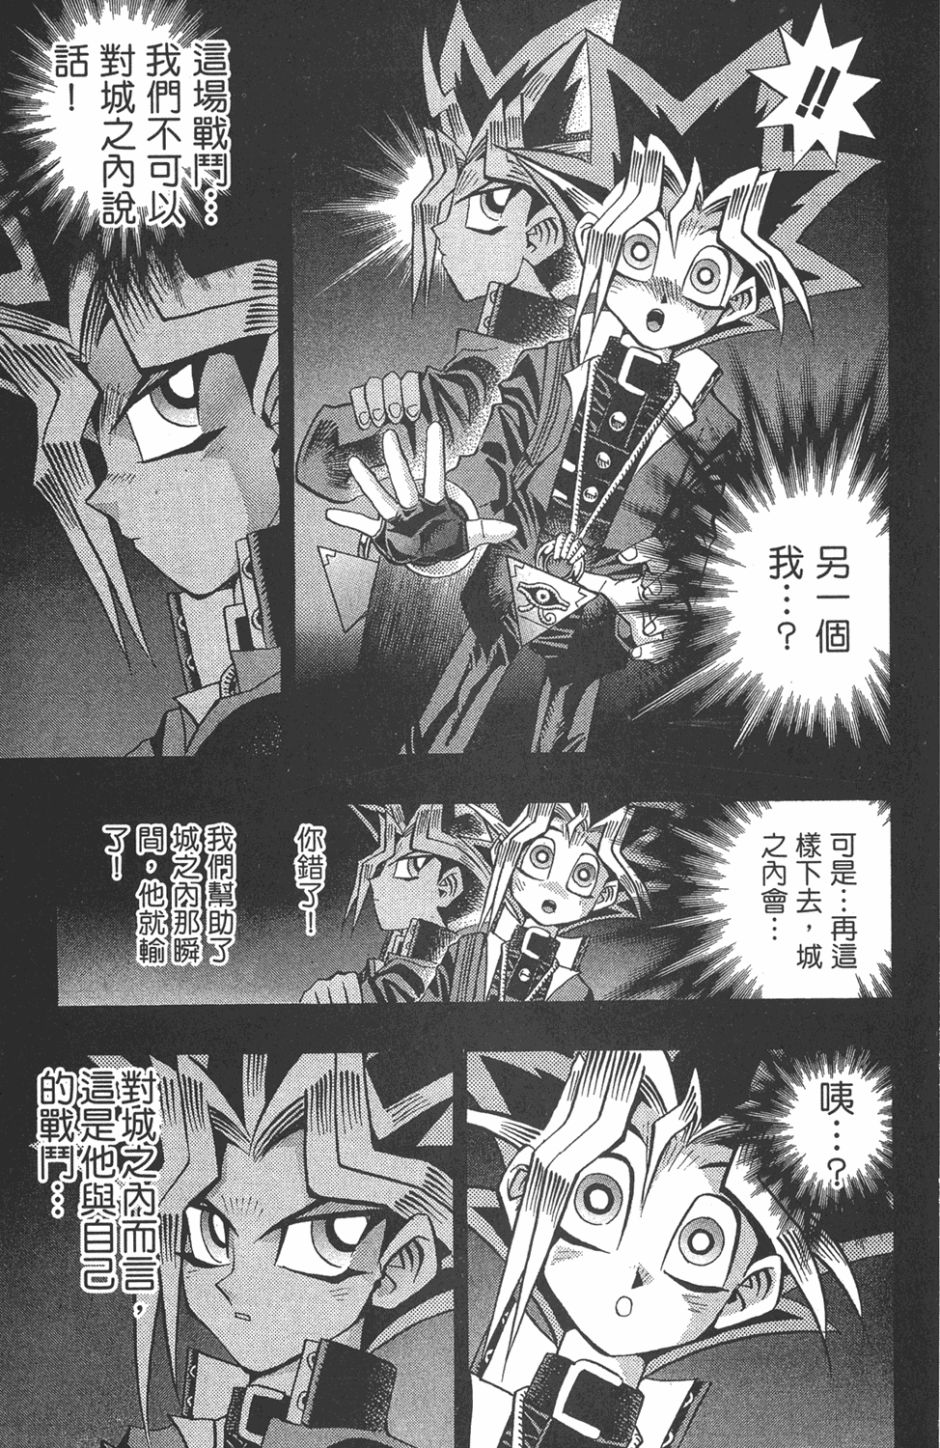 !!
另一個
我…?
這場戰鬥…
我們不可以
對城之內說
話!
可是…再這
樣下去,城
之內會…
你錯了!
我們幫助了
城之內那瞬
間,他就輸
了!
咦…?
對城之內而言,
這是他與自己
的戰鬥…